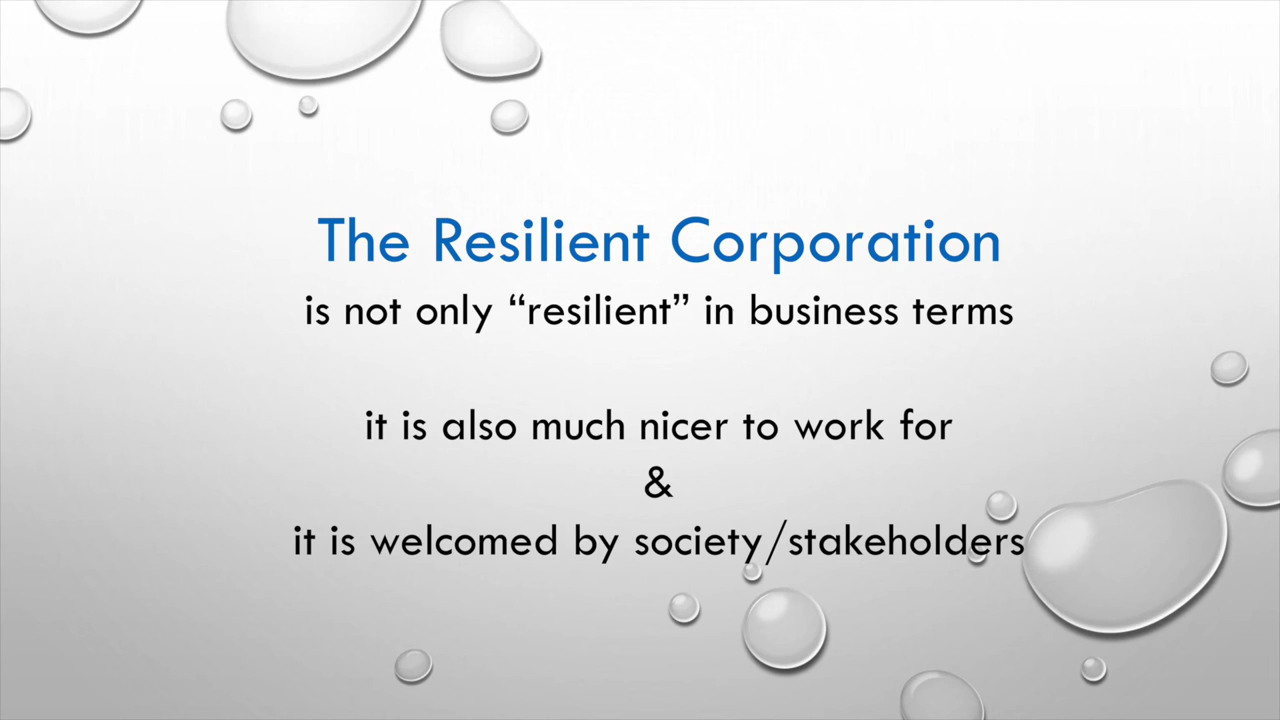 The Resilient Corporation
is not only “resilient” in business terms
it is also much nicer to work for
&
it is welcomed by society/stakeholders